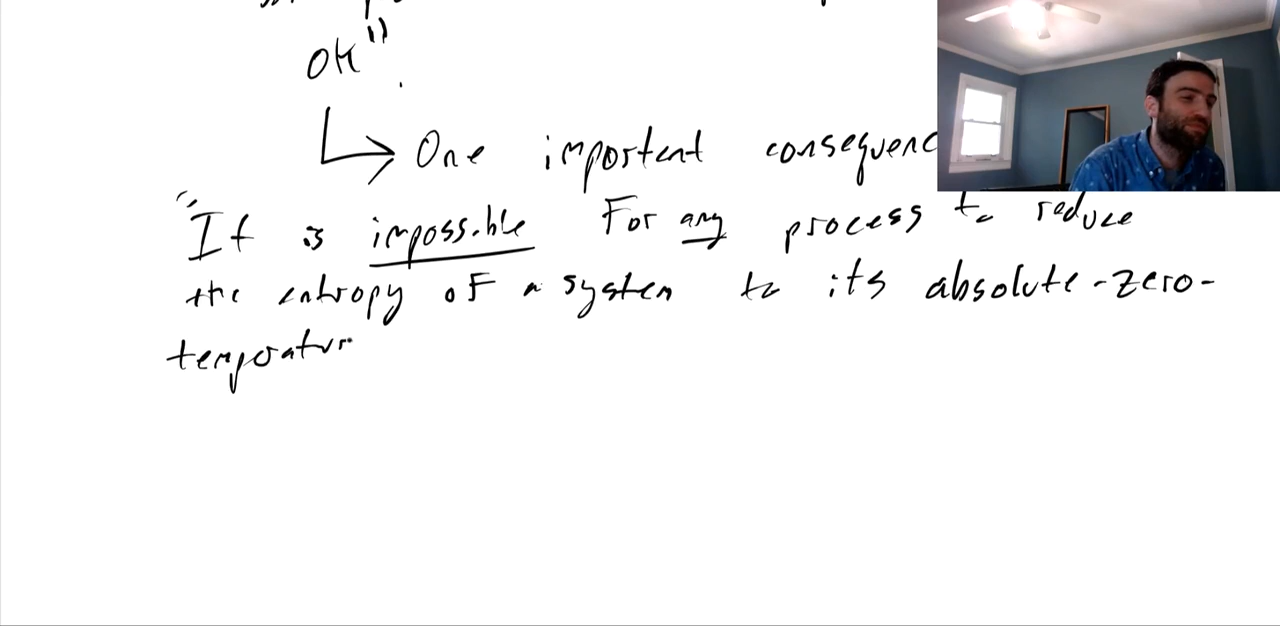 OK".
↳ One important consequenc
"It is impossible for any process to reduce
the entropy of a system to its absolute-zero-
temperatur